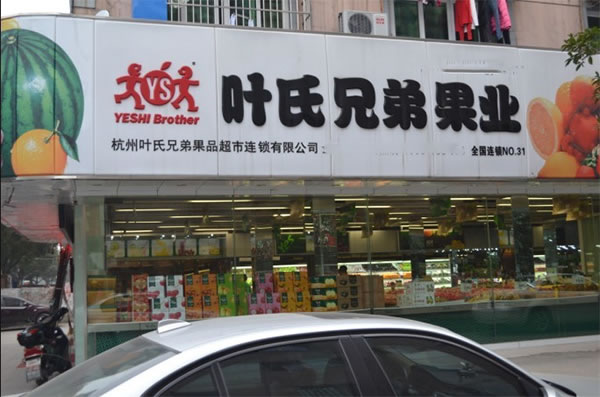 YS
YESHI Brother
叶氏兄弟果业
杭州叶氏兄弟果品超市连锁有限公司
全国连锁NO.31